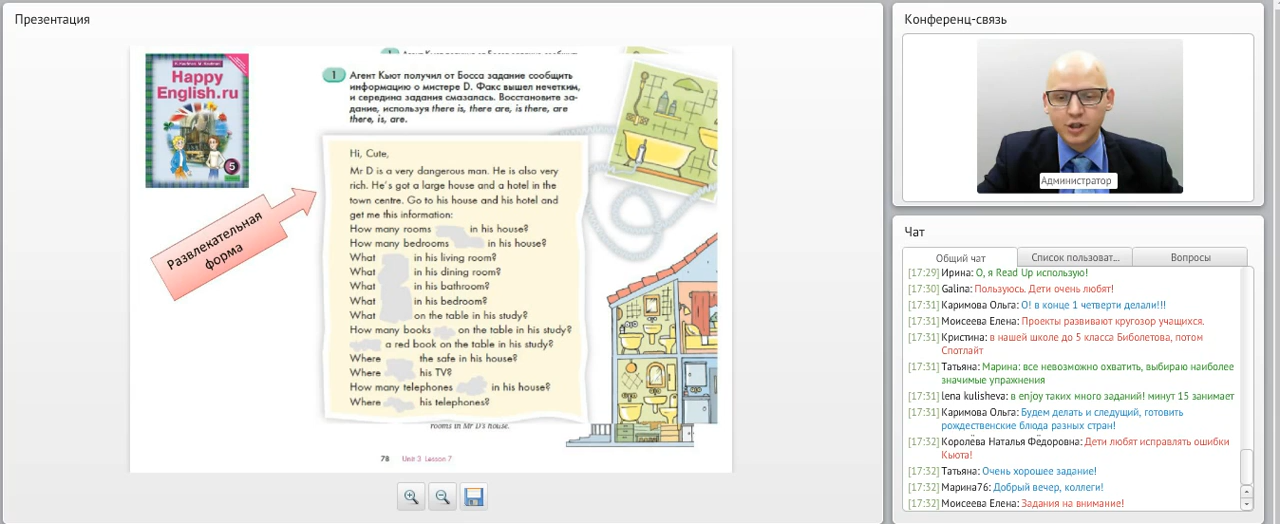 Презентация
Happy
English.ru
5
Развлекательная
форма
1 Агент Кьют получил от Босса задание сообщить
информацию о мистере D. Факс вышел нечетким,
и середина задания смазалась. Восстановите за-
дание, используя there is, there are, is there, are
there, is, are.
Hi, Cute,
Mr D is a very dangerous man. He is also very
rich. He's got a large house and a hotel in the
town centre. Go to his house and his hotel and
get me this information:
How many rooms in his house?
How many bedrooms in his house?
What in his living room?
What in his dining room?
What in his bathroom?
What in his bedroom?
What on the table in his study?
How many books on the table in his study?
a red book on the table in his study?
Where the safe in his house?
Where his TV?
How many telephones in his house?
Where his telephones?
rooms in Mr D's house.
78 Unit 3 Lesson 7
Конференц-связь
Администратор
Чат
Общий чат Список пользоват... Вопросы
[17:29] Ирина: О, я Read Up использую!
[17:30] Galina: Пользуюсь. Дети очень любят!
[17:31] Каримова Ольга: О! в конце 1 четверти делали!!!
[17:31] Моисеева Елена: Проекты развивают кругозор учащихся.
[17:31] Кристина: в нашей школе до 5 класса Биболетова, потом
Спотлайт
[17:31] Татьяна: Марина: все невозможно охватить, выбираю наиболее
значимые упражнения
[17:31] lena kulisheva: в enjoy таких много заданий! минут 15 занимает
[17:31] Каримова Ольга: Будем делать и следущий, готовить
рождественские блюда разных стран!
[17:32] Королёва Наталья Фёдоровна: Дети любят исправлять ошибки
Кьюта!
[17:32] Татьяна: Очень хорошее задание!
[17:32] Марина76: Добрый вечер, коллеги!
[17:32] Моисеева Елена: Задания на внимание!